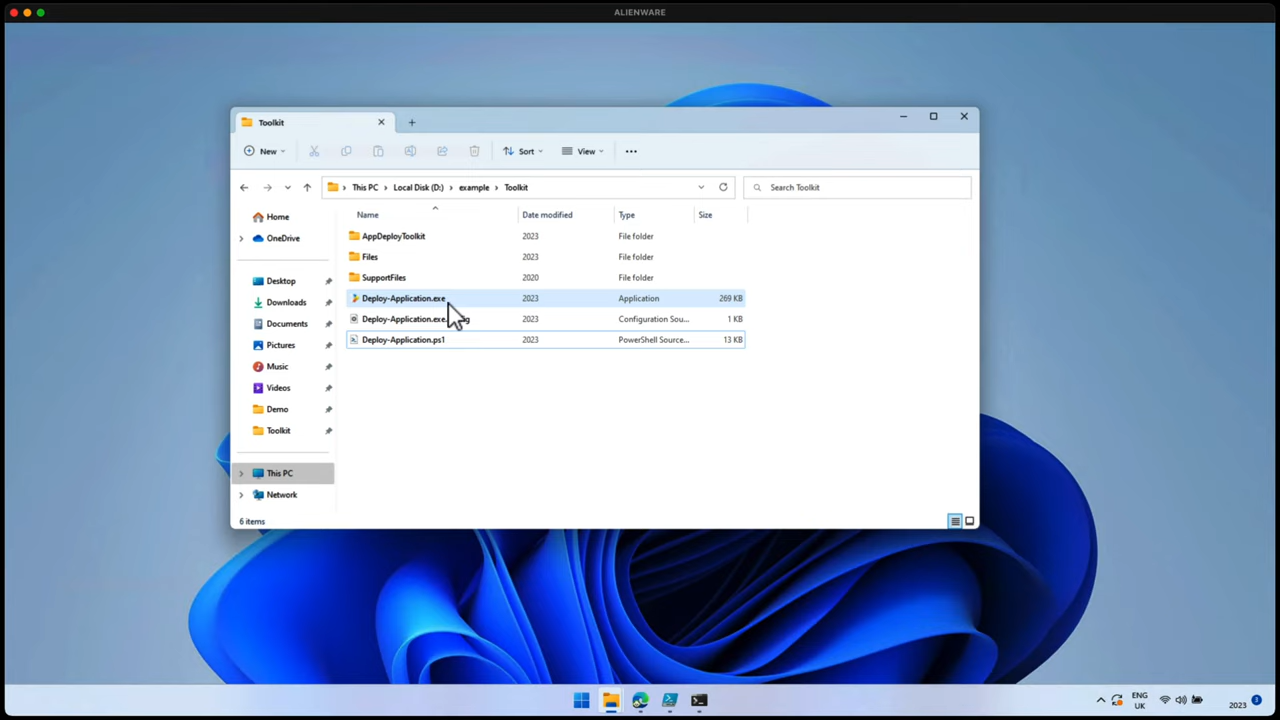 ALIENWARE
Toolkit
New
Sort
View
This PC
Local Disk (D:)
example
Toolkit
Search Toolkit
Name
Date modified
Type
Size
Home
OneDrive
Desktop
Downloads
Documents
Pictures
Music
Videos
Demo
Toolkit
This PC
Network
AppDeployToolkit 2023 File folder
Files 2023 File folder
SupportFiles 2020 File folder
Deploy-Application.exe 2023 Application 269 KB
Deploy-Application.exe. 2023 Configuration Sou... 1 KB
Deploy-Application.ps1 2023 PowerShell Source... 13 KB
6 items
ENG
UK
2023